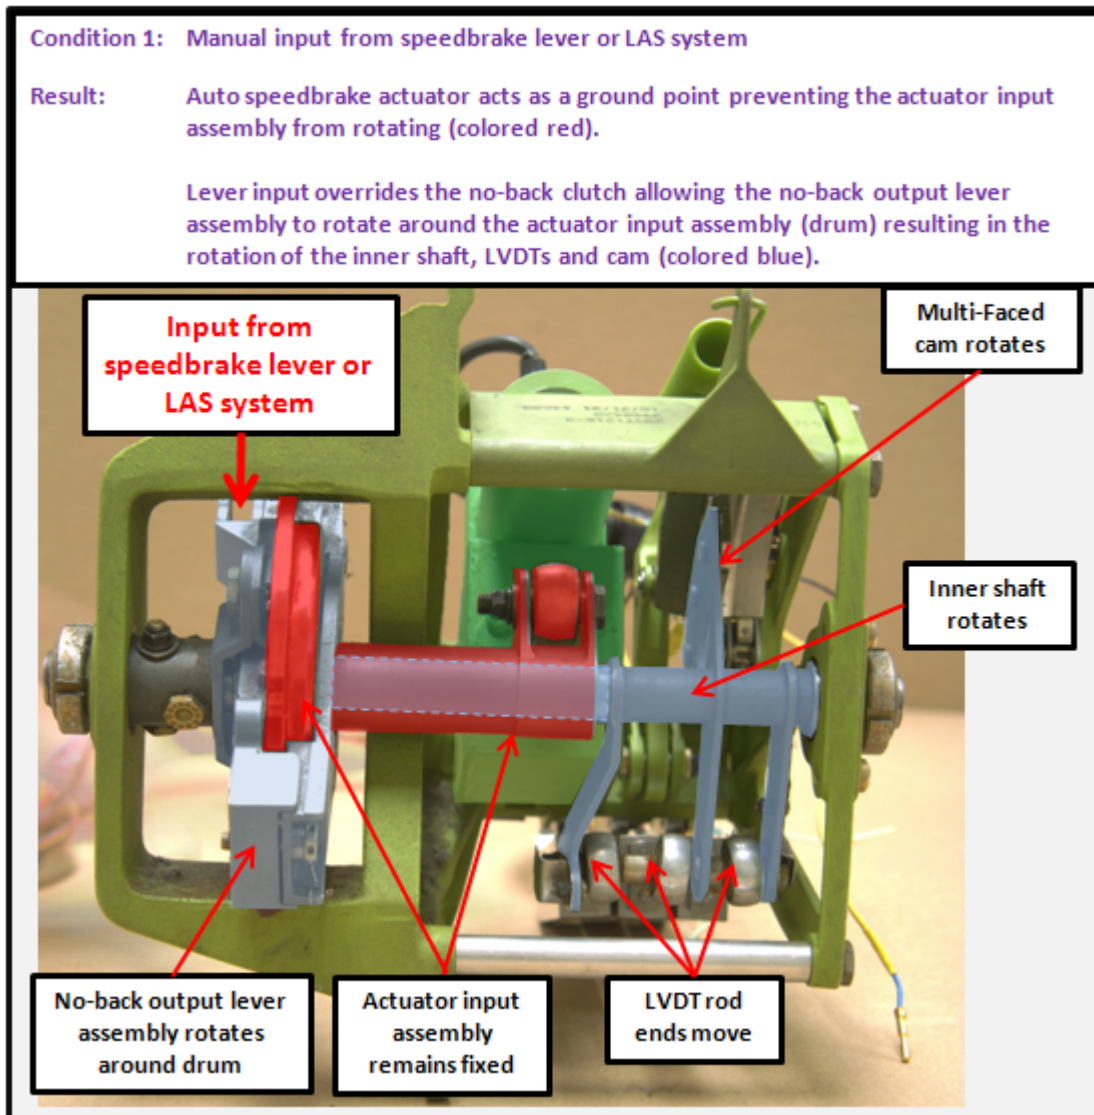 Condition 1: Manual input from speedbrake lever or LAS system
Result: Auto speedbrake actuator acts as a ground point preventing the actuator input
assembly from rotating (colored red).
Lever input overrides the no-back clutch allowing the no-back output lever
assembly to rotate around the actuator input assembly (drum) resulting in the
rotation of the inner shaft, LVDTs and cam (colored blue).
Input from
speedbrake lever or
LAS system
Multi-Faced
cam rotates
Inner shaft
rotates
No-back output lever
assembly rotates
around drum
Actuator input
assembly
remains fixed
LVDT rod
ends move